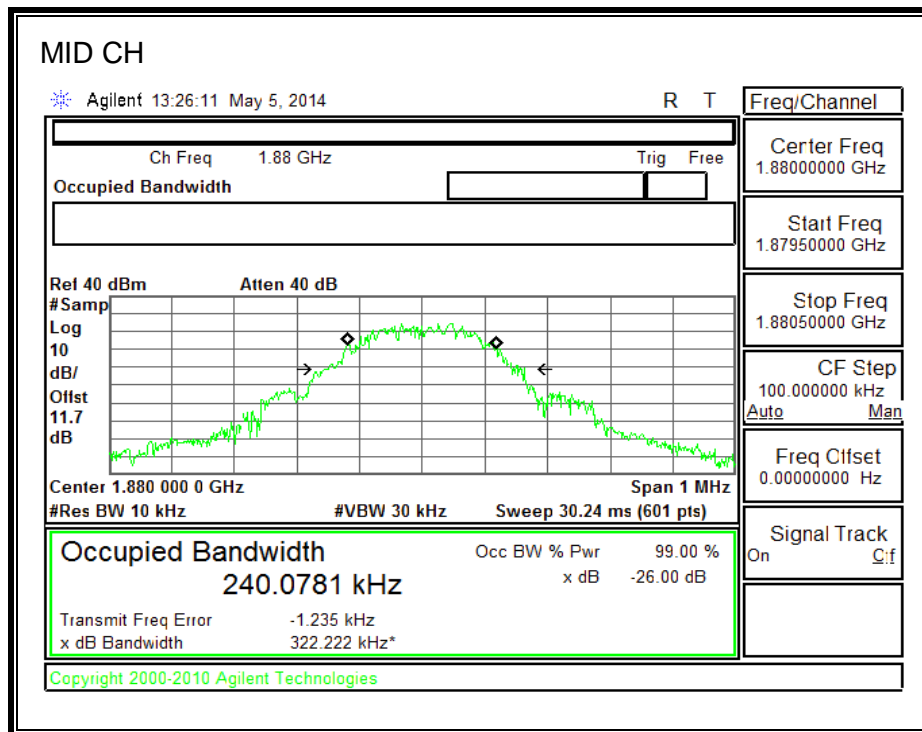 MID CH
Agilent 13:26:11 May 5, 2014 R T
Freq/Channel
Ch Freq 1.88 GHz Trig Free
Occupied Bandwidth
Center Freq
1.88000000 GHz
Start Freq
1.87950000 GHz
Stop Freq
1.88050000 GHz
CF Step
100.000000 kHz
Auto Man
Freq Offset
0.00000000 Hz
Signal Track
On Off
Ref 40 dBm Atten 40 dB
#Samp
Log
10
dB/
Offst
11.7
dB
Center 1.880 000 0 GHz Span 1 MHz
#Res BW 10 kHz #VBW 30 kHz Sweep 30.24 ms (601 pts)
Occupied Bandwidth
240.0781 kHz
Occ BW % Pwr 99.00 %
x dB -26.00 dB
Transmit Freq Error -1.235 kHz
x dB Bandwidth 322.222 kHz*
Copyright 2000-2010 Agilent Technologies